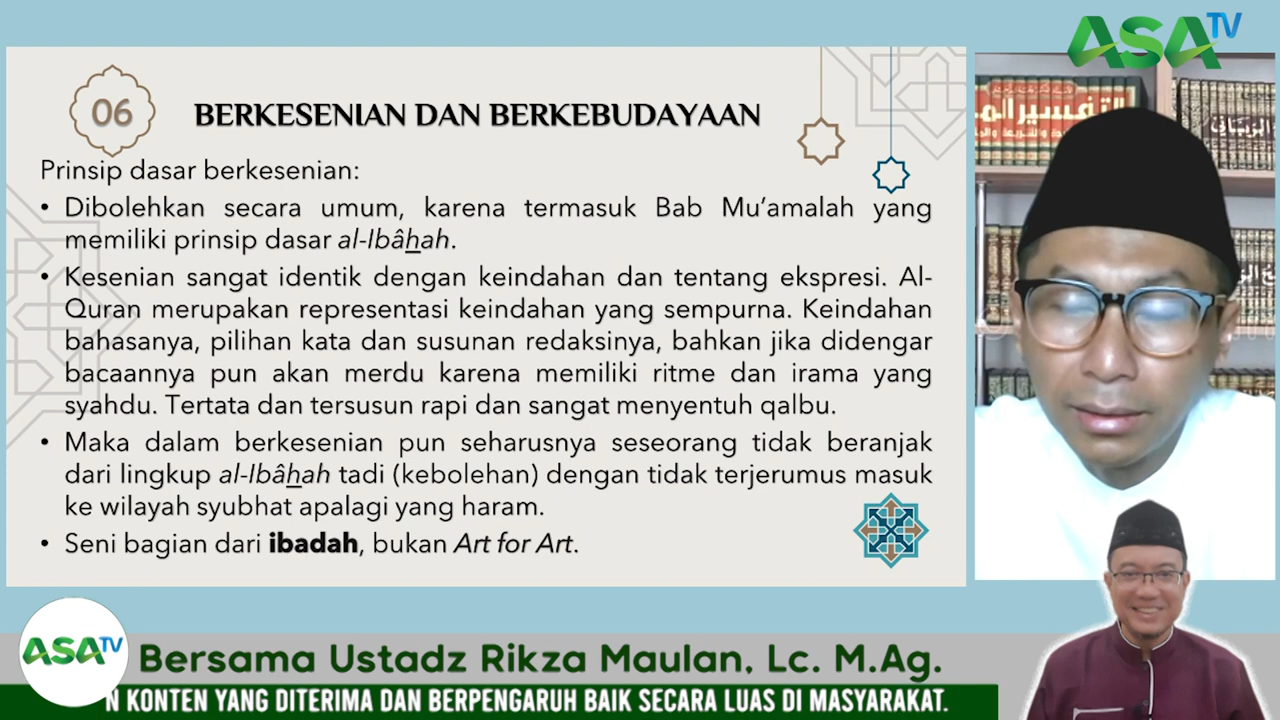 ASATV
06
BERKESENIAN DAN BERKEBUDAYAAN
Prinsip dasar berkesenian:
• Dibolehkan secara umum, karena termasuk Bab Mu’amalah yang
memiliki prinsip dasar al-Ibâhah.
• Kesenian sangat identik dengan keindahan dan tentang ekspresi. Al-
Quran merupakan representasi keindahan yang sempurna. Keindahan
bahasanya, pilihan kata dan susunan redaksinya, bahkan jika didengar
bacaannya pun akan merdu karena memiliki ritme dan irama yang
syahdu. Tertata dan tersusun rapi dan sangat menyentuh qalbu.
• Maka dalam berkesenian pun seharusnya seseorang tidak beranjak
dari lingkup al-Ibâhah tadi (kebolehan) dengan tidak terjerumus masuk
ke wilayah syubhat apalagi yang haram.
• Seni bagian dari ibadah, bukan Art for Art.
ASATV
Bersama Ustadz Rikza Maulan, Lc. M.Ag.
N KONTEN YANG DITERIMA DAN BERPENGARUH BAIK SECARA LUAS DI MASYARAKAT.